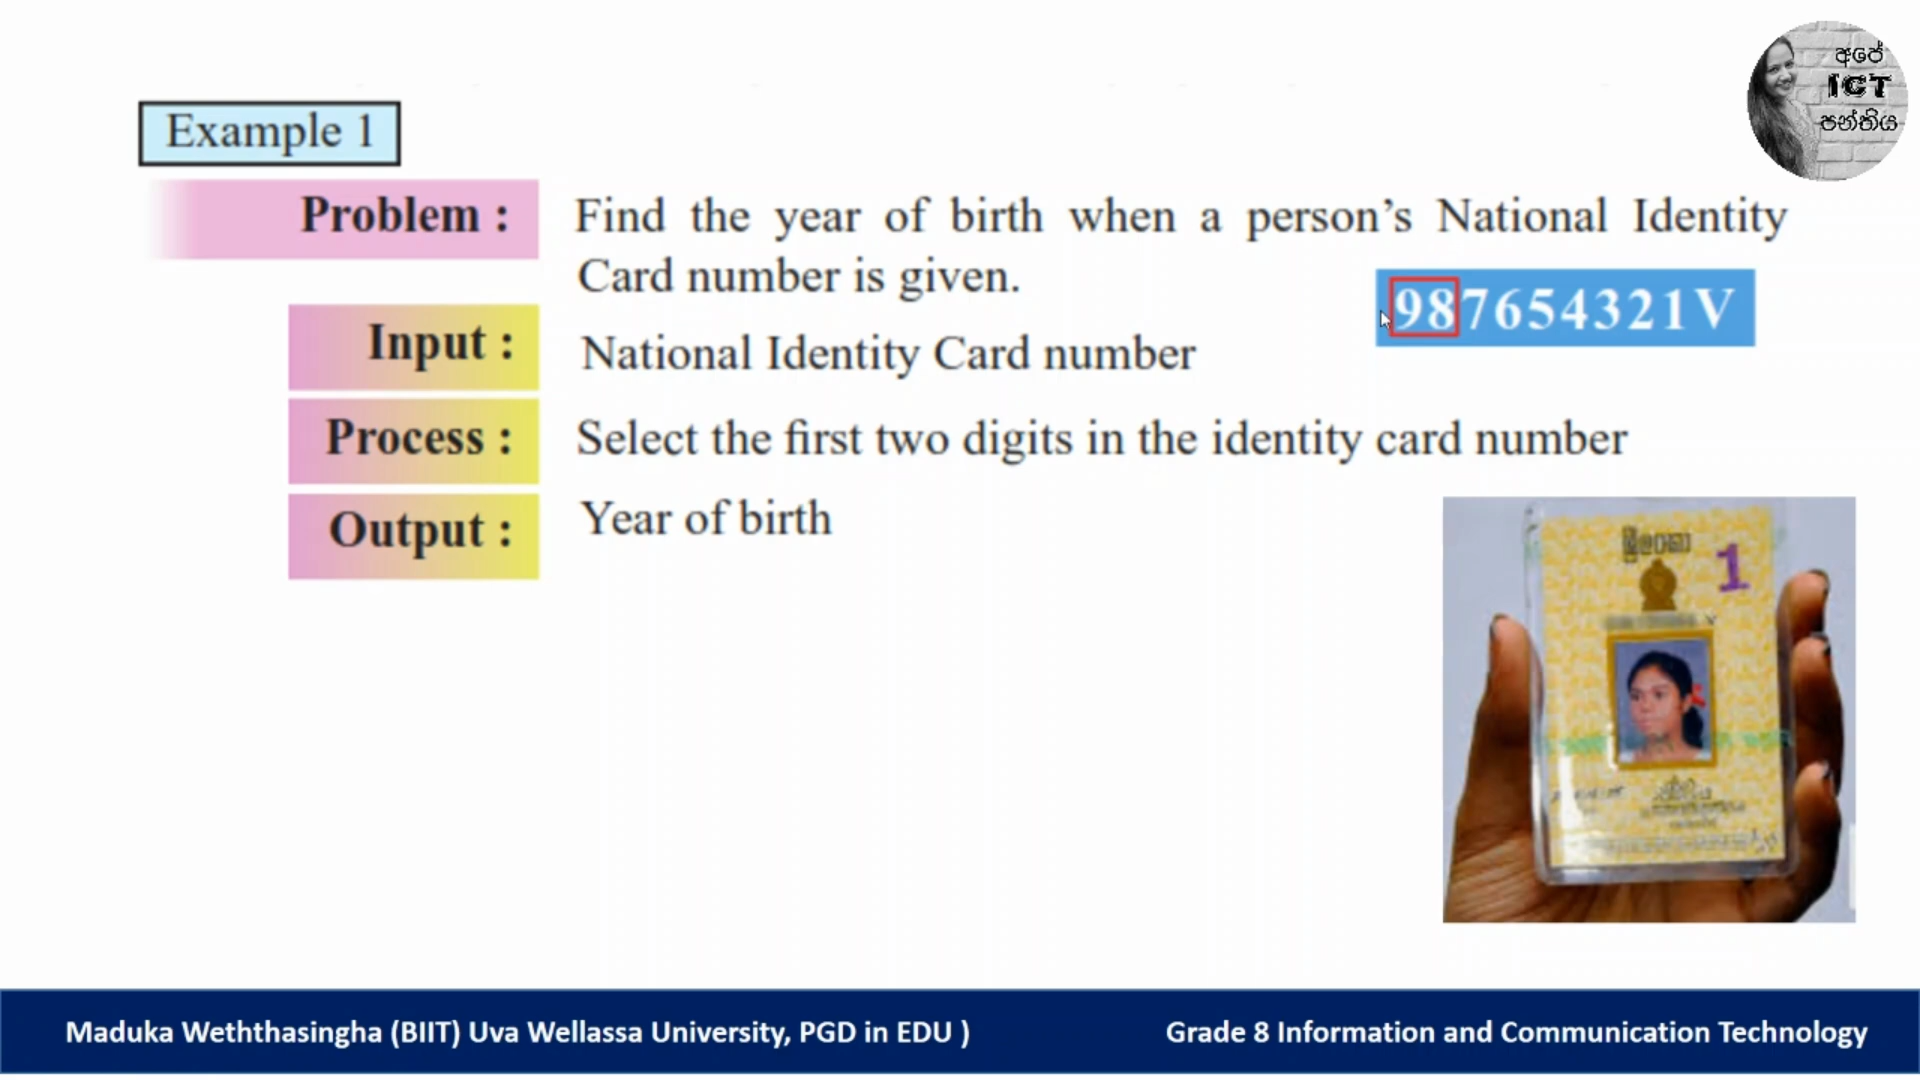 අපේ
ICT
පන්තිය
Example 1
Problem : Find the year of birth when a person's National Identity
Card number is given.
987654321V
Input : National Identity Card number
Process : Select the first two digits in the identity card number
Output : Year of birth
1
Maduka Weththasingha (BIIT) Uva Wellassa University, PGD in EDU )
Grade 8 Information and Communication Technology